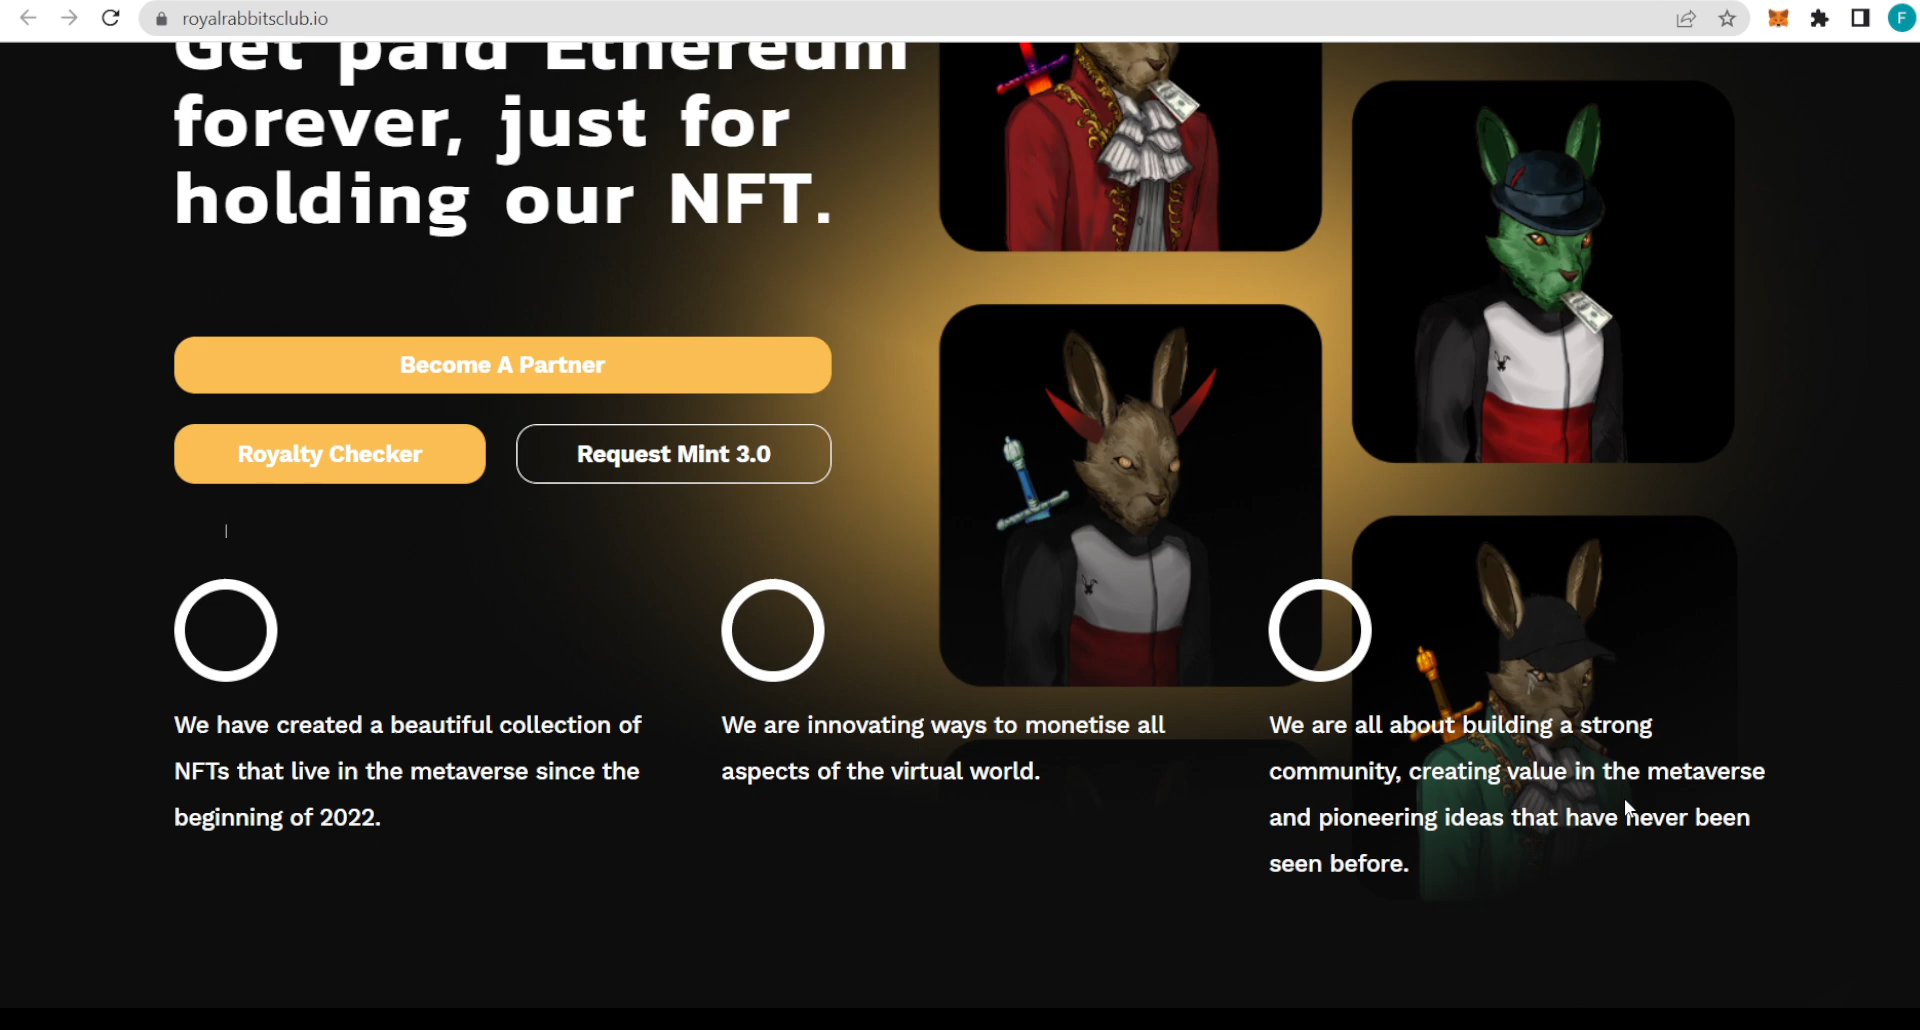 royalrabbitsclub.io
F
Get paid Ethereum
forever, just for
holding our NFT.
Become A Partner
Royalty Checker
Request Mint 3.0
We have created a beautiful collection of
NFTs that live in the metaverse since the
beginning of 2022.
We are innovating ways to monetise all
aspects of the virtual world.
We are all about building a strong
community, creating value in the metaverse
and pioneering ideas that have never been
seen before.